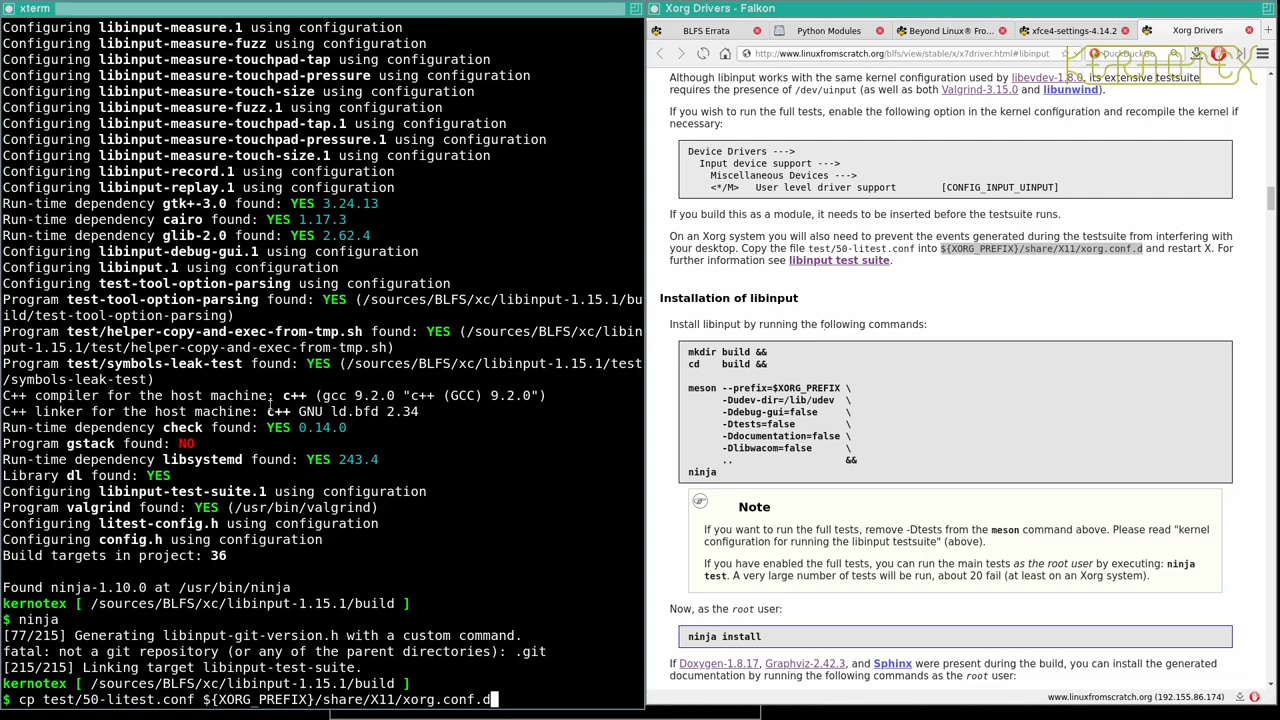 xterm
Configuring libinput-measure.1 using configuration
Configuring libinput-measure-fuzz using configuration
Configuring libinput-measure-touchpad-tap using configuration
Configuring libinput-measure-touchpad-pressure using configuration
Configuring libinput-measure-touch-size using configuration
Configuring libinput-measure-fuzz.1 using configuration
Configuring libinput-measure-touchpad-tap.1 using configuration
Configuring libinput-measure-touchpad-pressure.1 using configuration
Configuring libinput-measure-touch-size.1 using configuration
Configuring libinput-record.1 using configuration
Configuring libinput-replay.1 using configuration
Run-time dependency gtk+-3.0 found: YES 3.24.13
Run-time dependency cairo found: YES 1.17.3
Run-time dependency glib-2.0 found: YES 2.62.4
Configuring libinput-debug-gui.1 using configuration
Configuring libinput.1 using configuration
Configuring test-tool-option-parsing using configuration
Program test-tool-option-parsing found: YES (/sources/BLFS/xc/libinput-1.15.1/bu
ild/test-tool-option-parsing)
Program test/helper-copy-and-exec-from-tmp.sh found: YES (/sources/BLFS/xc/libin
put-1.15.1/test/helper-copy-and-exec-from-tmp.sh)
Program test/symbols-leak-test found: YES (/sources/BLFS/xc/libinput-1.15.1/test
/symbols-leak-test)
C++ compiler for the host machine: c++ (gcc 9.2.0 "c++ (GCC) 9.2.0")
C++ linker for the host machine: c++ GNU ld.bfd 2.34
Run-time dependency check found: YES 0.14.0
Program gstack found: NO
Run-time dependency libsystemd found: YES 243.4
Library dl found: YES
Configuring libinput-test-suite.1 using configuration
Program valgrind found: YES (/usr/bin/valgrind)
Configuring litest-config.h using configuration
Configuring config.h using configuration
Build targets in project: 36
Found ninja-1.10.0 at /usr/bin/ninja
kernotex [ /sources/BLFS/xc/libinput-1.15.1/build ]
$ ninja
[77/215] Generating libinput-git-version.h with a custom command.
fatal: not a git repository (or any of the parent directories): .git
[215/215] Linking target libinput-test-suite.
kernotex [ /sources/BLFS/xc/libinput-1.15.1/build ]
$ cp test/50-litest.conf ${XORG_PREFIX}/share/X11/xorg.conf.d
Xorg Drivers - Falkon
BLFS Errata
Python Modules
Beyond Linux® Fro...
xfce4-settings-4.14.2
Xorg Drivers
http://www.linuxfromscratch.org/blfs/view/stable/x/x7driver.html#libinput
DuckDuckGo
KERNOTEX
Although libinput works with the same kernel configuration used by libevdev-1.8.0, its extensive testsuite
requires the presence of /dev/uinput (as well as both Valgrind-3.15.0 and libunwind).
If you wish to run the full tests, enable the following option in the kernel configuration and recompile the kernel if
necessary:
Device Drivers --->
Input device support --->
Miscellaneous Devices --->
<*/M> User level driver support [CONFIG_INPUT_UINPUT]
If you build this as a module, it needs to be inserted before the testsuite runs.
On an Xorg system you will also need to prevent the events generated during the testsuite from interfering with
your desktop. Copy the file test/50-litest.conf into ${XORG_PREFIX}/share/X11/xorg.conf.d and restart X. For
further information see libinput test suite.
Installation of libinput
Install libinput by running the following commands:
mkdir build &&
cd build &&
meson --prefix=$XORG_PREFIX \
-Dudev-dir=/lib/udev \
-Ddebug-gui=false \
-Dtests=false \
-Ddocumentation=false \
-Dlibwacom=false \
.. &&
ninja
Note
If you want to run the full tests, remove -Dtests from the meson command above. Please read "kernel
configuration for running the libinput testsuite" (above).
If you have enabled the full tests, you can run the main tests as the root user by executing: ninja
test. A very large number of tests will be run, about 20 fail (at least on an Xorg system).
Now, as the root user:
ninja install
If Doxygen-1.8.17, Graphviz-2.42.3, and Sphinx were present during the build, you can install the generated
documentation by running the following commands as the root user:
www.linuxfromscratch.org (192.155.86.174)